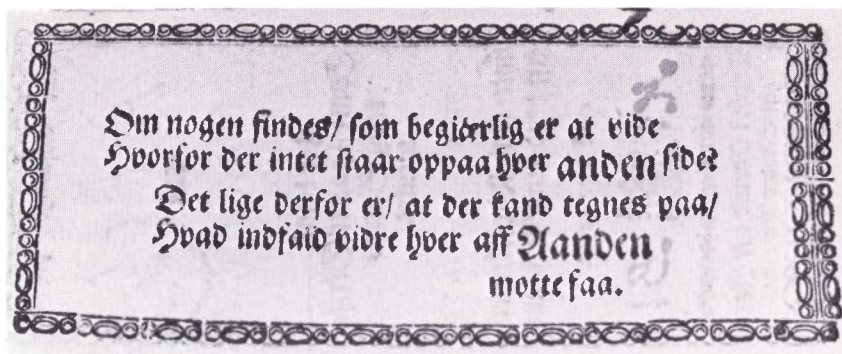 Om nogen findes/ som begiærlig er at vide
Hvorfor der intet staar oppaa hver anden side?
Det lige derfor er/ at der kand tegnes paa/
Hvad indfald vidre hver aff Aanden
motte faa.